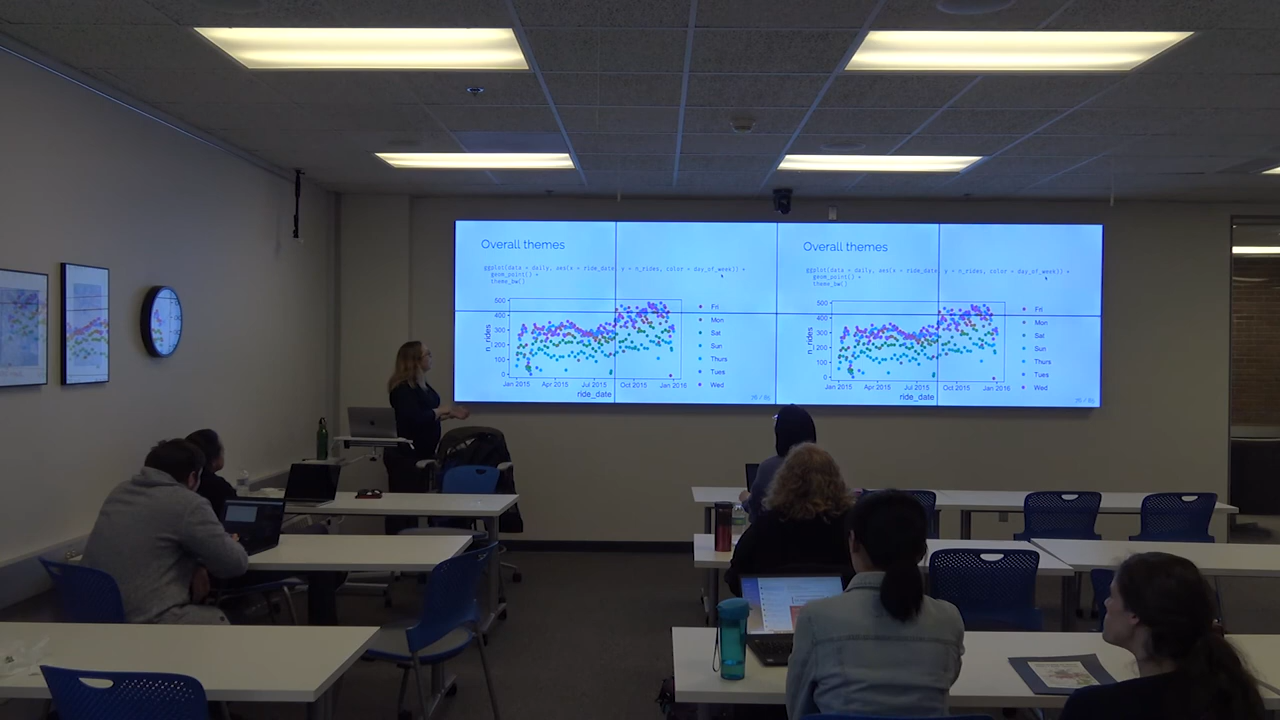 Overall themes
ggplot(data = daily, aes(x = ride_date, y = n_rides, color = day_of_week)) +
geom_point() +
theme_bw()
500
400
300
200
100
0
n_rides
Jan 2015 Apr 2015 Jul 2015 Oct 2015 Jan 2016
ride_date
Fri
Mon
Sat
Sun
Thurs
Tues
Wed
76 / 85
Overall themes
ggplot(data = daily, aes(x = ride_date, y = n_rides, color = day_of_week)) +
geom_point() +
theme_bw()
500
400
300
200
100
0
n_rides
Jan 2015 Apr 2015 Jul 2015 Oct 2015 Jan 2016
ride_date
Fri
Mon
Sat
Sun
Thurs
Tues
Wed